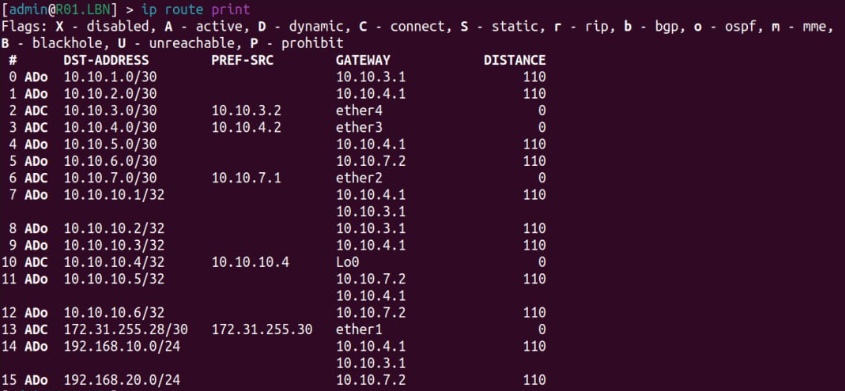 [admin@R01.LBN] > ip route print
Flags: X - disabled, A - active, D - dynamic, C - connect, S - static, r - rip, b - bgp, o - ospf, m - mme,
B - blackhole, U - unreachable, P - prohibit
 #      DST-ADDRESS        PREF-SRC        GATEWAY            DISTANCE
 0 ADo  10.10.1.0/30                       10.10.3.1               110
 1 ADo  10.10.2.0/30                       10.10.4.1               110
 2 ADC  10.10.3.0/30       10.10.3.2       ether4                    0
 3 ADC  10.10.4.0/30       10.10.4.2       ether3                    0
 4 ADo  10.10.5.0/30                       10.10.4.1               110
 5 ADo  10.10.6.0/30                       10.10.7.2               110
 6 ADC  10.10.7.0/30       10.10.7.1       ether2                    0
 7 ADo  10.10.10.1/32                      10.10.4.1               110
                                           10.10.3.1
 8 ADo  10.10.10.2/32                      10.10.3.1               110
 9 ADo  10.10.10.3/32                      10.10.4.1               110
10 ADC  10.10.10.4/32      10.10.10.4      Lo0                       0
11 ADo  10.10.10.5/32                      10.10.7.2               110
                                           10.10.4.1
12 ADo  10.10.10.6/32                      10.10.7.2               110
13 ADC  172.31.255.28/30   172.31.255.30   ether1                    0
14 ADo  192.168.10.0/24                    10.10.4.1               110
                                           10.10.3.1
15 ADo  192.168.20.0/24                    10.10.7.2               110